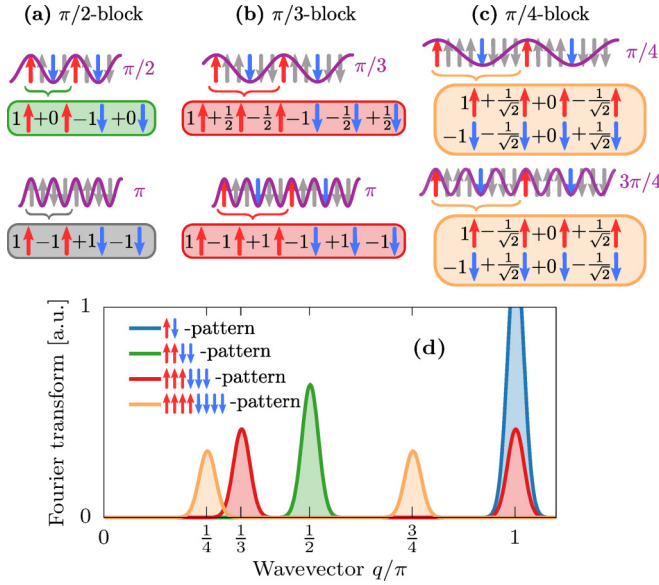 (a) π/2-block
(b) π/3-block
(c) π/4-block
π/2
π/3
π/4
1↑+0↑−1↓+0↓
1↑+1/2↑−1/2↑−1↓−1/2↓+1/2↓
1↑+1/√2↑+0↑−1/√2↑
−1↓−1/√2↓+0↓+1/√2↓
π
π
3π/4
1↑−1↑+1↓−1↓
1↑−1↑+1↑−1↓+1↓−1↓
1↑−1/√2↑+0↑+1/√2↑
−1↓+1/√2↓+0↓−1/√2↓
(d)
Fourier transform [a.u.]
1
0
↑↓ -pattern
↑↑↓↓ -pattern
↑↑↑↓↓↓ -pattern
↑↑↑↑↓↓↓↓ -pattern
0 1/4 1/3 1/2 3/4 1
Wavevector q/π